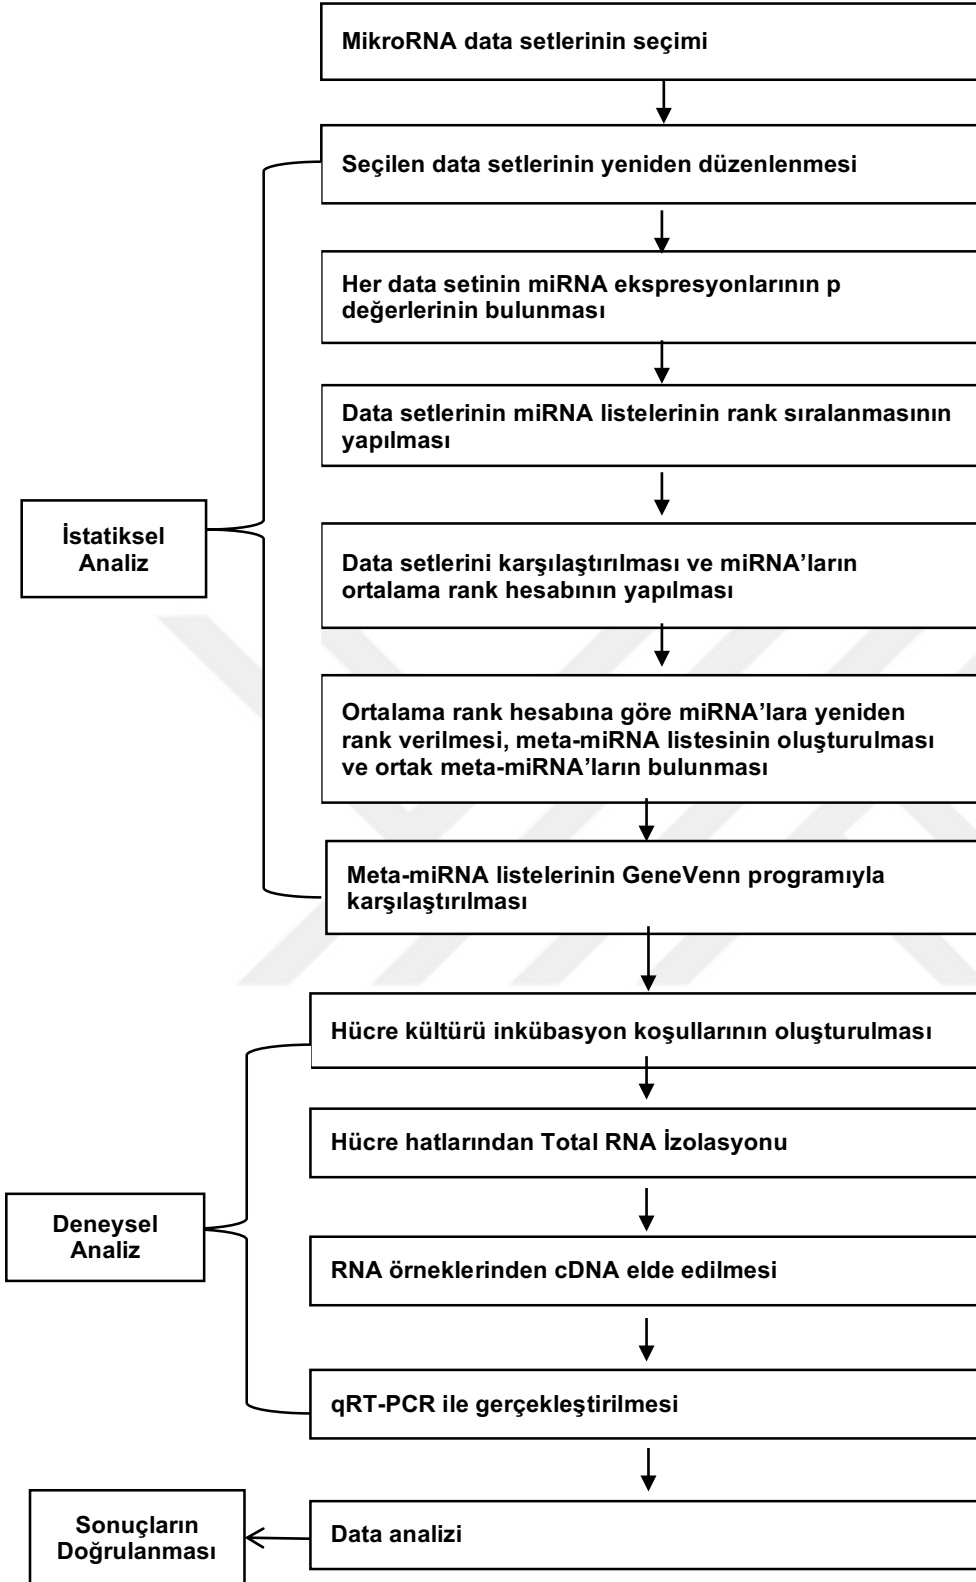 MikroRNA data setlerinin seçimi
Seçilen data setlerinin yeniden düzenlenmesi
Her data setinin miRNA ekspresyonlarının p
değerlerinin bulunması
Data setlerinin miRNA listelerinin rank sıralanmasının
yapılması
İstatiksel
Analiz
Data setlerini karşılaştırılması ve miRNA’ların
ortalama rank hesabının yapılması
Ortalama rank hesabına göre miRNA’lara yeniden
rank verilmesi, meta-miRNA listesinin oluşturulması
ve ortak meta-miRNA’ların bulunması
Meta-miRNA listelerinin GeneVenn programıyla
karşılaştırılması
Hücre kültürü inkübasyon koşullarının oluşturulması
Hücre hatlarından Total RNA İzolasyonu
Deneysel
Analiz
RNA örneklerinden cDNA elde edilmesi
qRT-PCR ile gerçekleştirilmesi
Sonuçların
Doğrulanması
Data analizi